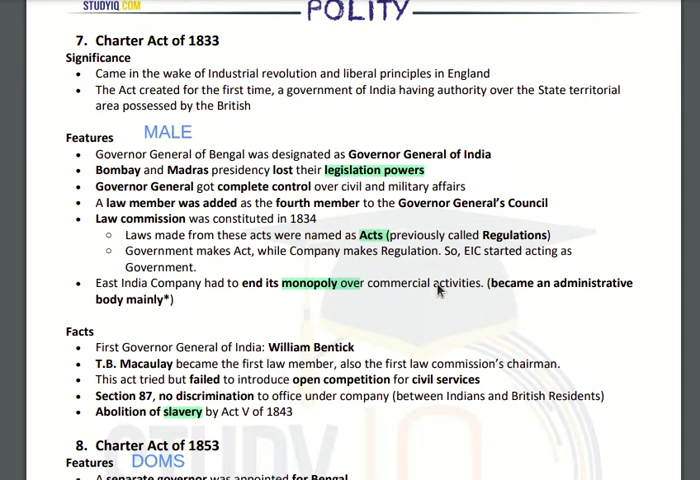 STUDYIQ.COM
POLITY
7. Charter Act of 1833
Significance
• Came in the wake of Industrial revolution and liberal principles in England
• The Act created for the first time, a government of India having authority over the State territorial
area possessed by the British
Features MALE
• Governor General of Bengal was designated as Governor General of India
• Bombay and Madras presidency lost their legislation powers
• Governor General got complete control over civil and military affairs
• A law member was added as the fourth member to the Governor General's Council
• Law commission was constituted in 1834
o Laws made from these acts were named as Acts (previously called Regulations)
o Government makes Act, while Company makes Regulation. So, EIC started acting as
Government.
• East India Company had to end its monopoly over commercial activities. (became an administrative
body mainly*)
Facts
• First Governor General of India: William Bentick
• T.B. Macaulay became the first law member, also the first law commission's chairman.
• This act tried but failed to introduce open competition for civil services
• Section 87, no discrimination to office under company (between Indians and British Residents)
• Abolition of slavery by Act V of 1843
8. Charter Act of 1853
Features DOMS
• A separate governor was appointed for Bengal
STUDY IQ